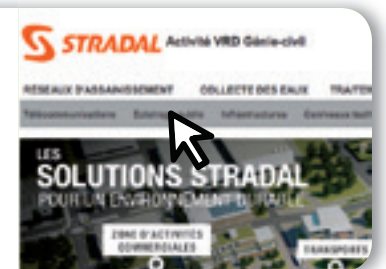 STRADAL Activité VRD Génie-civil
RÉSEAUX D'ASSAINISSEMENT COLLECTE DES EAUX
Télécommunications Infrastructures
LES
SOLUTIONS STRADAL
POUR UN ENVIRONNEMENT DURABLE
ZONE D'ACTIVITÉS
COMMERCIALES
TRANSPORTS